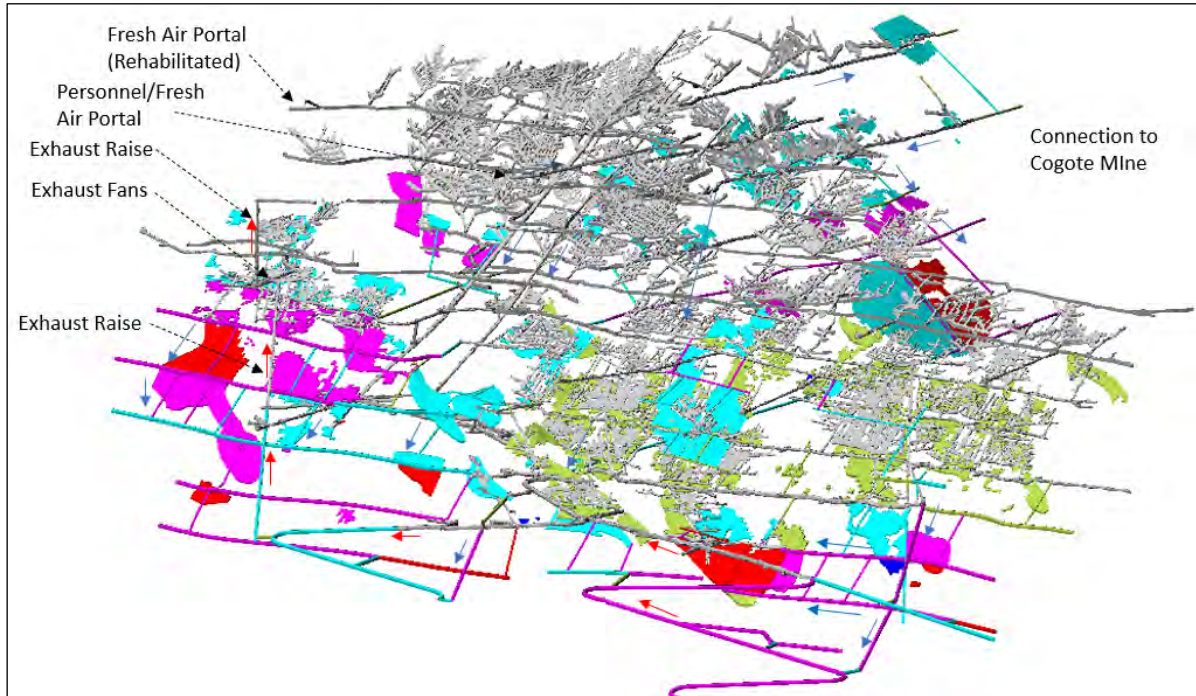 Fresh Air Portal
(Rehabilitated)
Personnel/Fresh
Air Portal
Exhaust Raise
Exhaust Fans
Exhaust Raise
Connection to
Cogote MIne